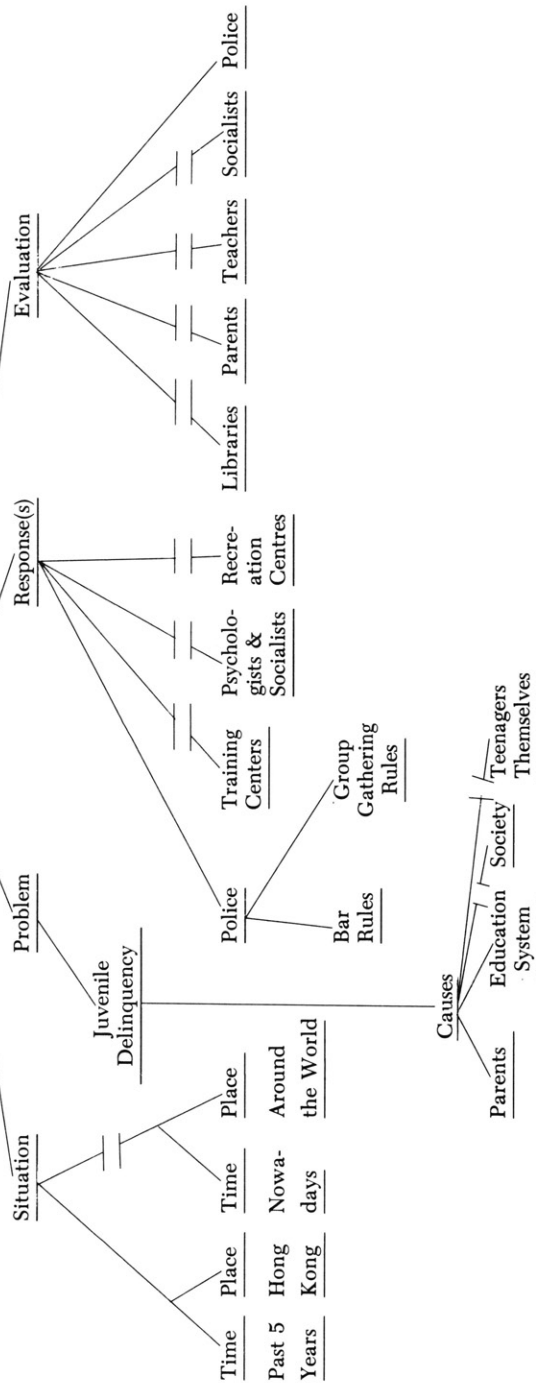 Situation
Problem
Response(s)
Evaluation
Time
Place
Time
Place
Past 5
Years
Hong
Kong
Nowa-
days
Around
the World
Juvenile
Delinquency
Causes
Parents
Education
System
Society
Teenagers
Themselves
Police
Training
Centers
Psycholo-
gists &
Socialists
Recre-
ation
Centres
Bar
Rules
Group
Gathering
Rules
Libraries
Parents
Teachers
Socialists
Police